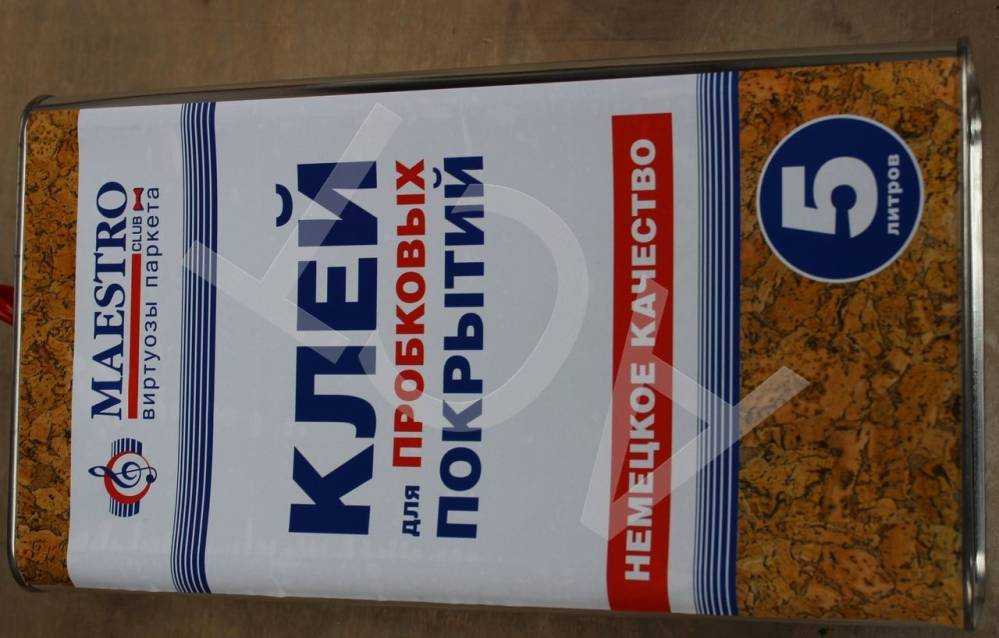 MAESTRO
CLUB
виртуозы паркета
КЛЕЙ
для ПРОБКОВЫХ
ПОКРЫТИЙ
НЕМЕЦКОЕ КАЧЕСТВО
5
литров